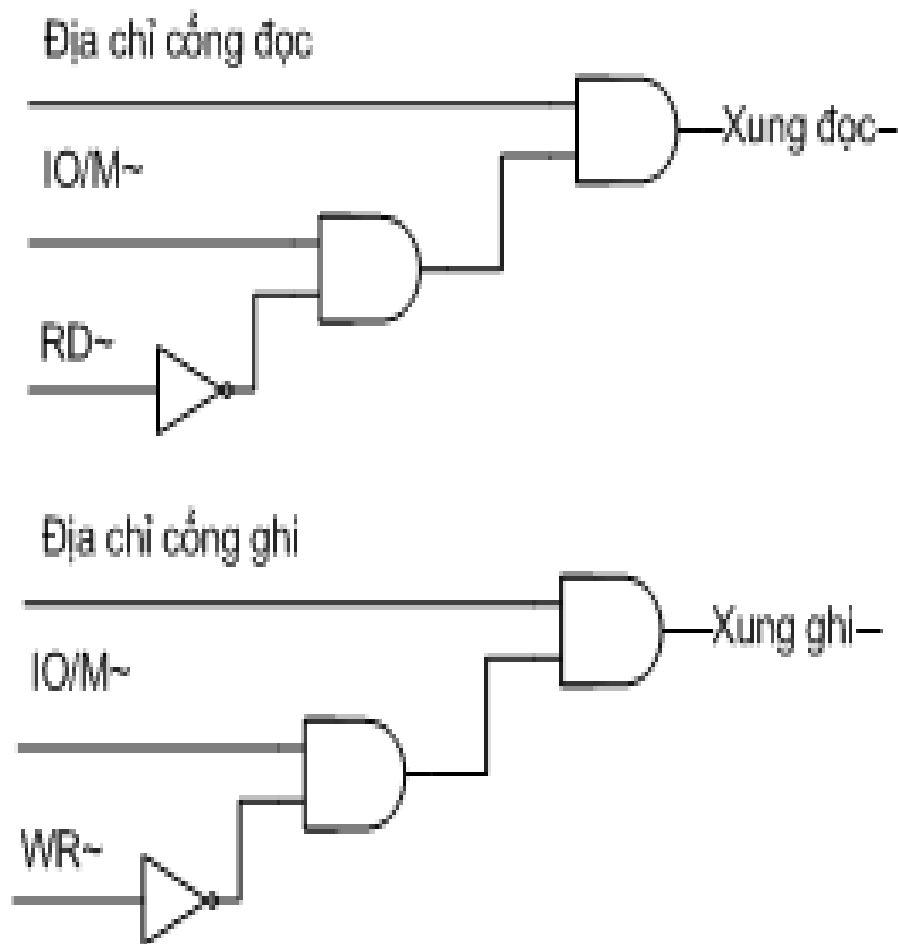 Địa chỉ cổng đọc
Xung đọc
IO/M~
RD~
Địa chỉ cổng ghi
Xung ghi
IO/M~
WR~